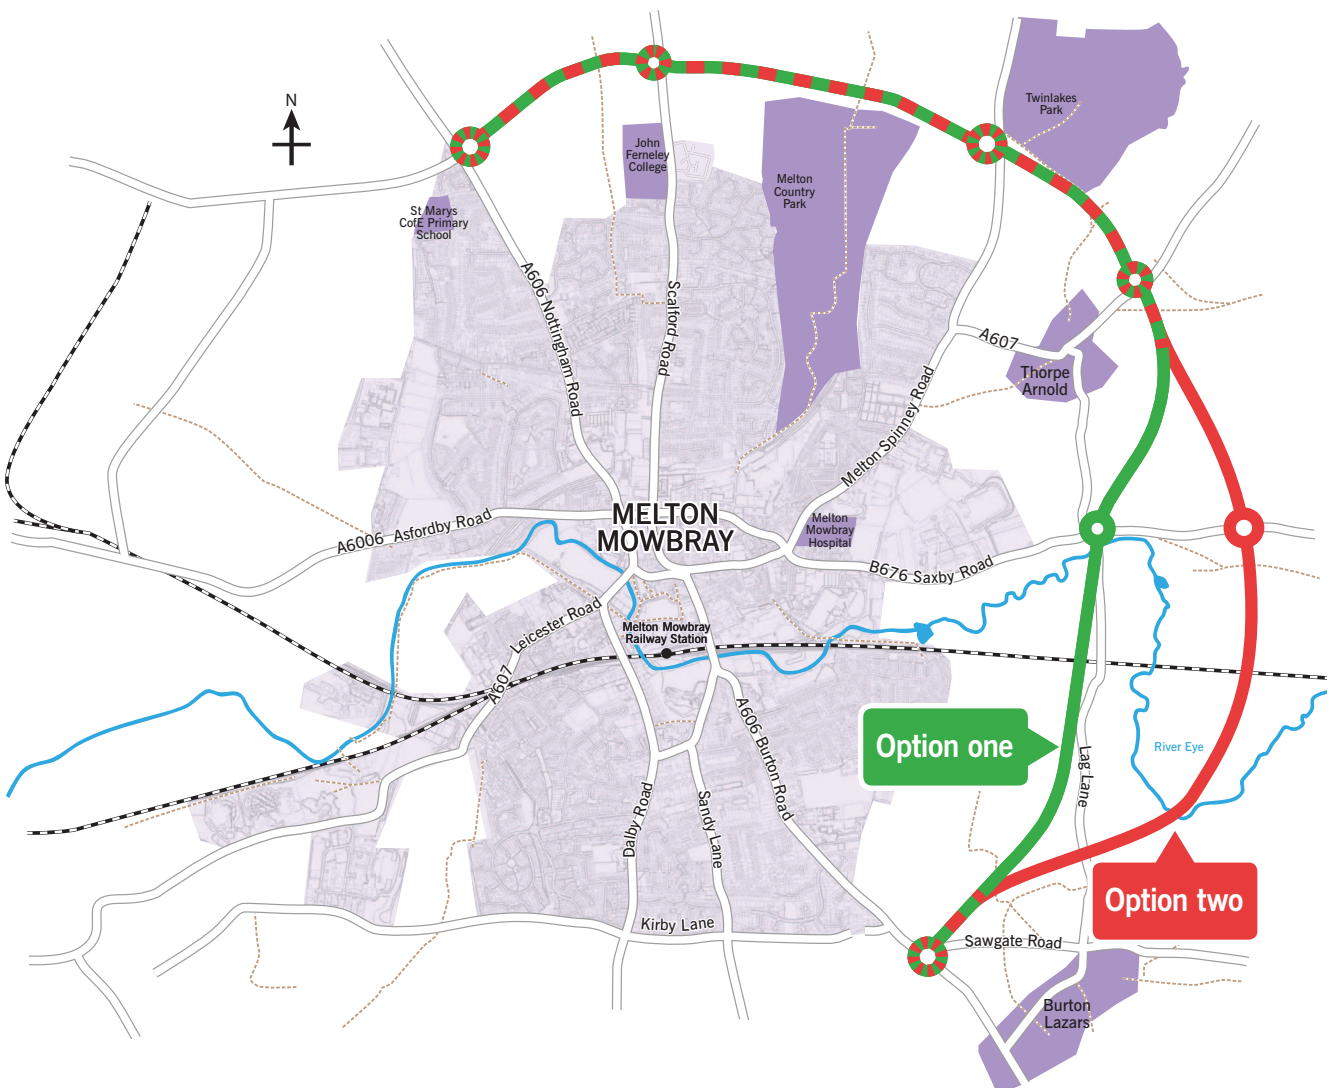 N
Twinlakes
Park
John
Ferneley
College
Melton
Country
Park
St Marys
CofE Primary
School
A606 Nottingham Road
Scalford Road
A607
Thorpe
Arnold
Melton Spinney Road
MELTON
MOWBRAY
Melton
Mowbray
Hospital
A6006 Asfordby Road
B676 Saxby Road
A607 Leicester Road
Melton Mowbray
Railway Station
A606 Burton Road
Option one
River Eye
Lag Lane
Dalby Road
Sandy Lane
Option two
Kirby Lane
Sawgate Road
Burton
Lazars